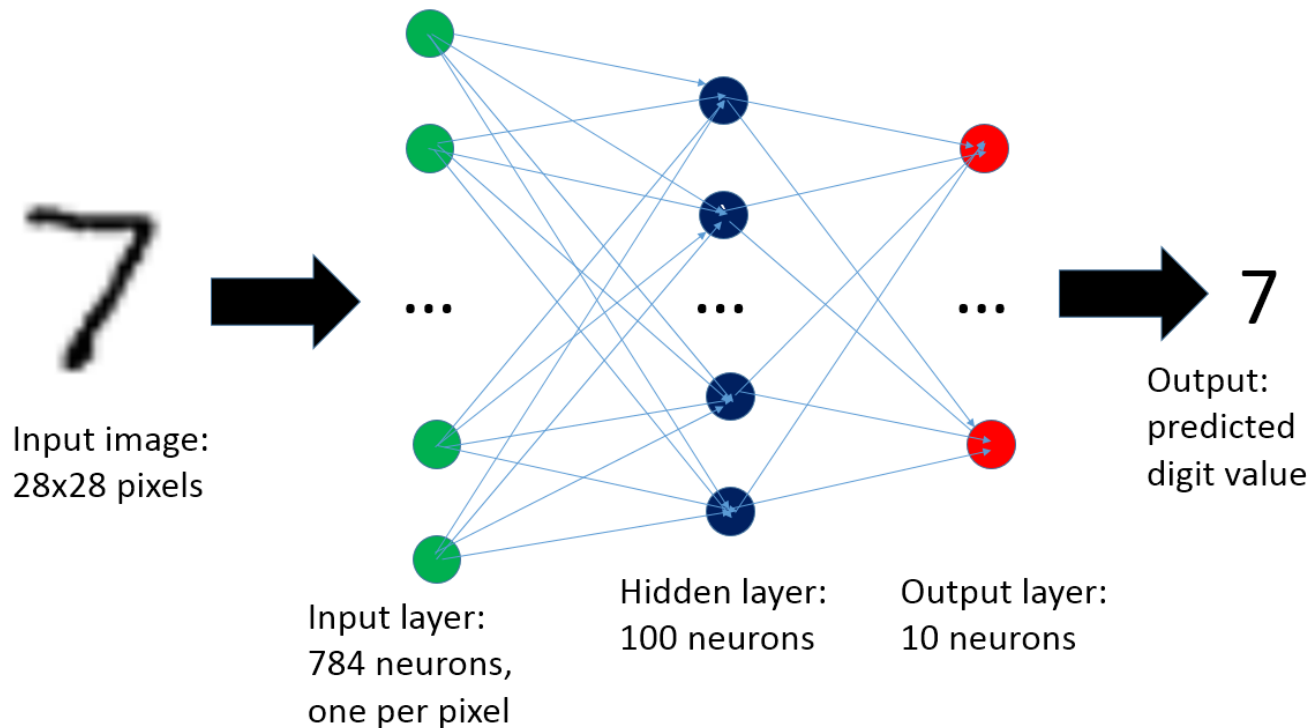 7
Input image:
28x28 pixels
...
Input layer:
784 neurons,
one per pixel
...
Hidden layer:
100 neurons
...
Output layer:
10 neurons
7
Output:
predicted
digit value